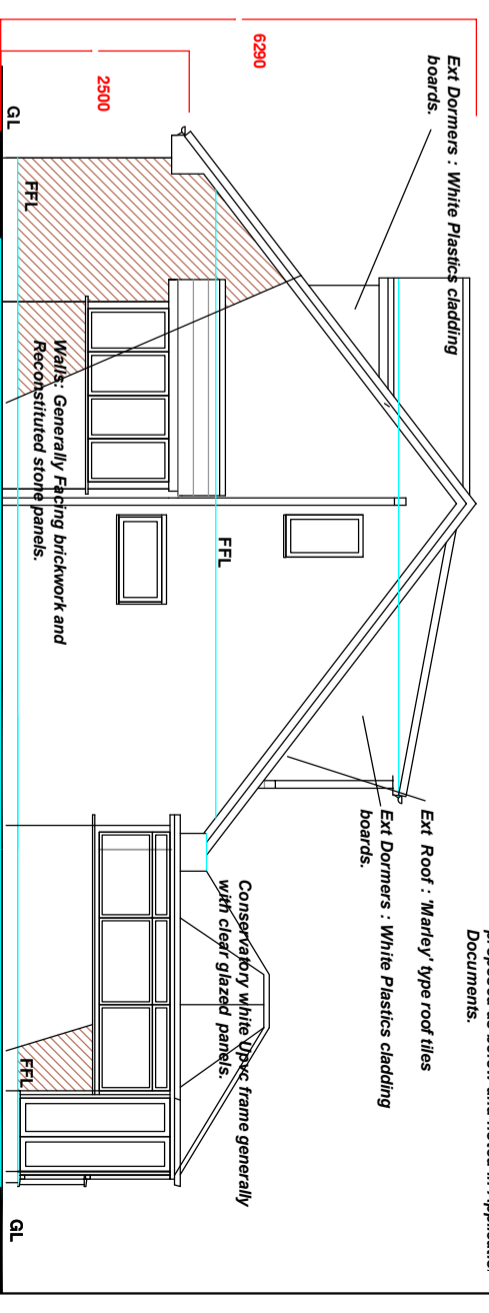 Documents.
Ext Roof : 'Marley' type roof tiles
Ext Dormers : White Plastics cladding
boards.
Ext Dormers : White Plastics cladding
boards.
6290
2500
Conservatory white Upvc frame generally
with clear glazed panels.
FFL
Walls: Generally Facing brickwork and
Reconstituted stone panels.
FFL
FFL
GL
GL